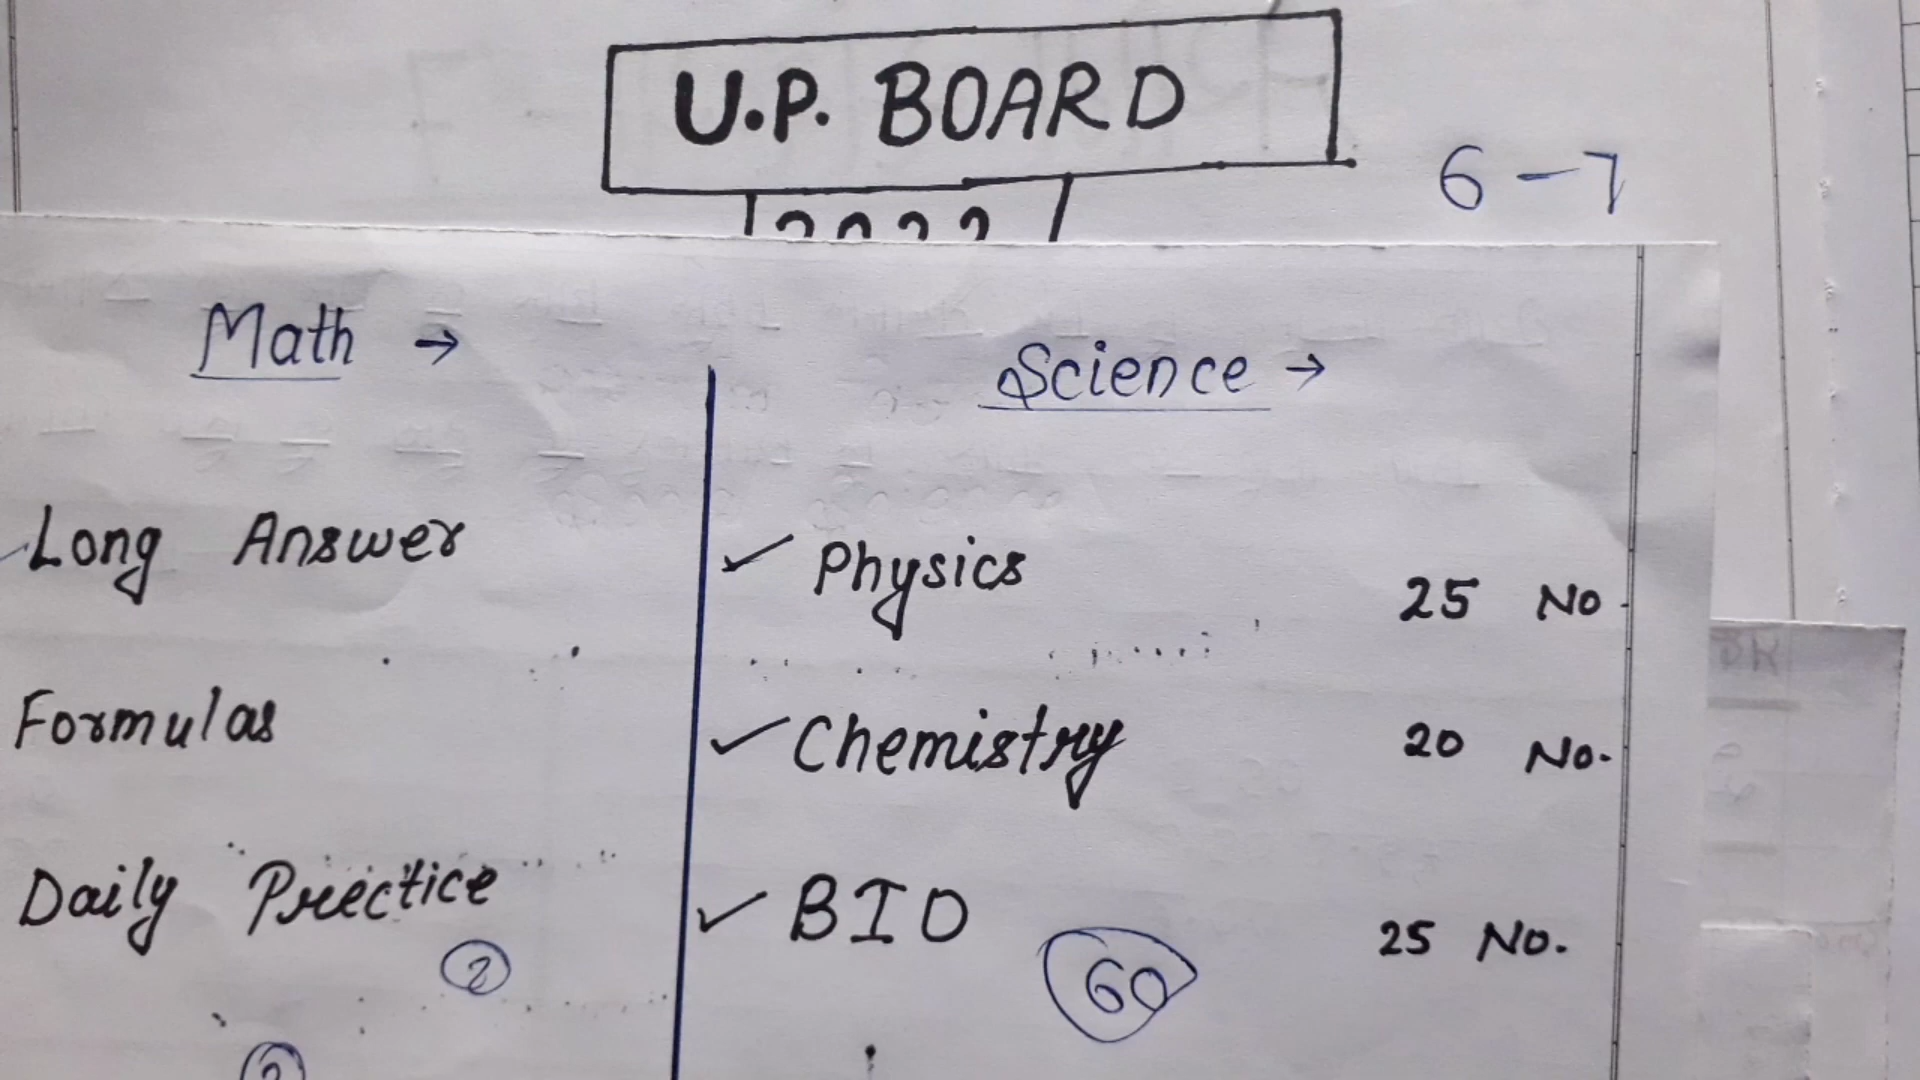 U.P. BOARD
6-7
Math →
Long Answer
Formulas
Daily Prectice
2
Science →
Physics 25 No
Chemistry 20 No.
BIO 25 No.
60